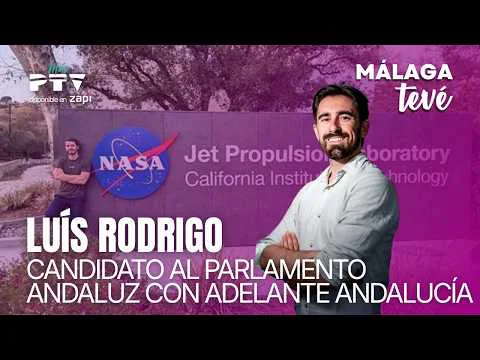 Más
PTV
disponible en zapi
MÁLAGA
tevé
NASA
Jet Propulsion Laboratory
California Institute Technology
LUÍS RODRIGO
CANDIDATO AL PARLAMENTO
ANDALUZ CON ADELANTE ANDALUCÍA